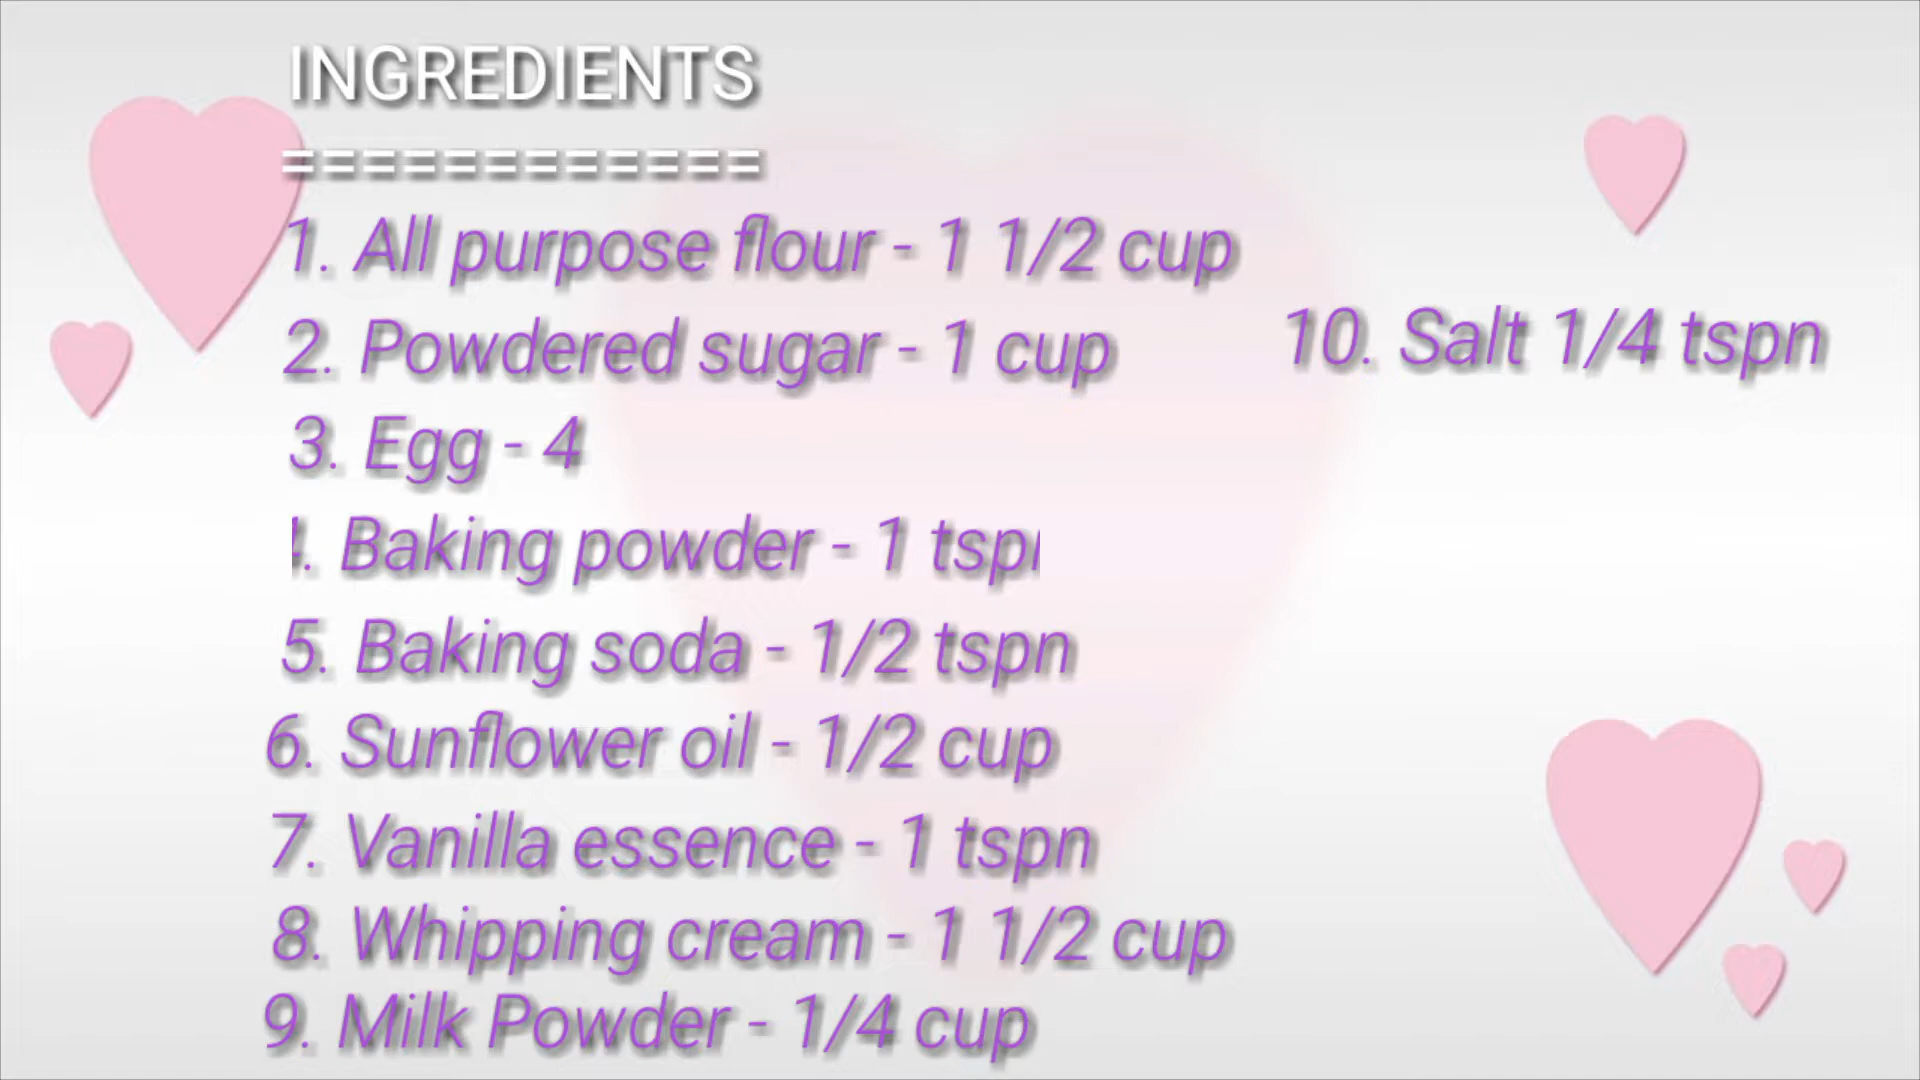 INGREDIENTS
============
1. All purpose flour - 1 1/2 cup
2. Powdered sugar - 1 cup
3. Egg - 4
. Baking powder - 1 tsp
5. Baking soda - 1/2 tspn
6. Sunflower oil - 1/2 cup
7. Vanilla essence - 1 tspn
8. Whipping cream - 1 1/2 cup
9. Milk Powder - 1/4 cup
10. Salt 1/4 tspn